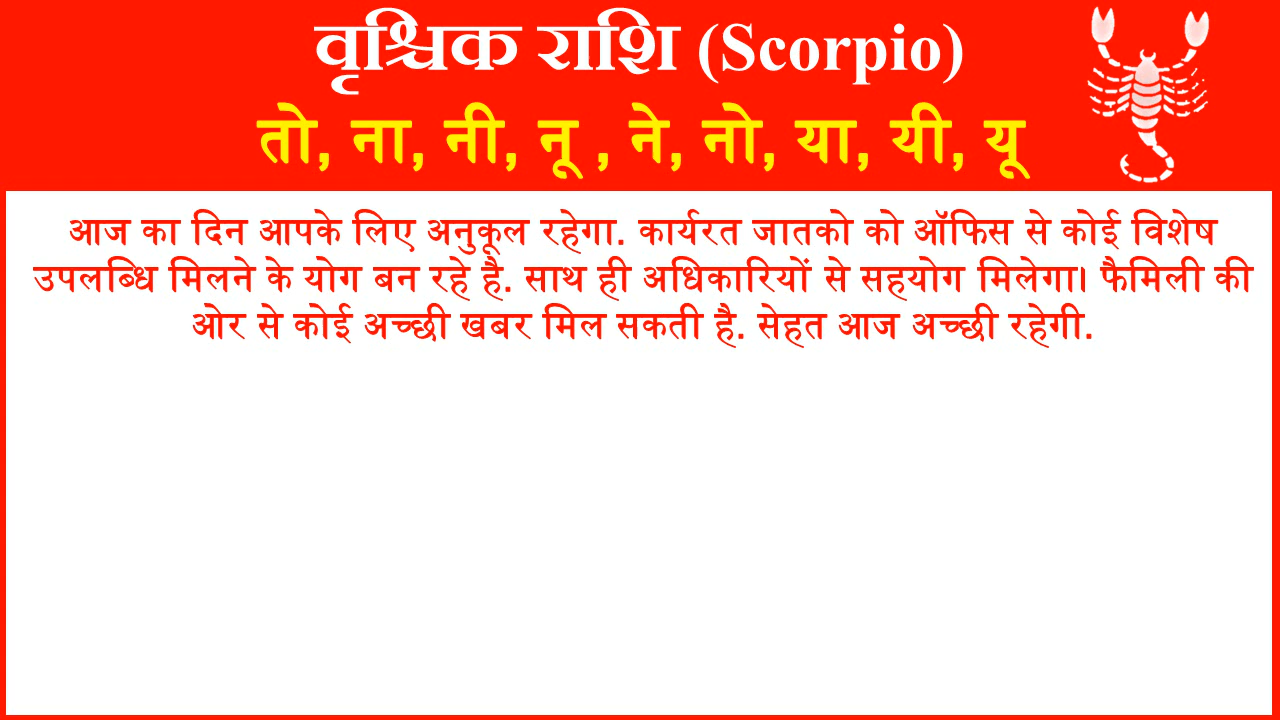 वृश्चिक राशि (Scorpio)
तो, ना, नी, नू , ने, नो, या, यी, यू
आज का दिन आपके लिए अनुकूल रहेगा. कार्यरत जातको को ऑफिस से कोई विशेष
उपलब्धि मिलने के योग बन रहे है. साथ ही अधिकारियों से सहयोग मिलेगा। फैमिली की
ओर से कोई अच्छी खबर मिल सकती है. सेहत आज अच्छी रहेगी.